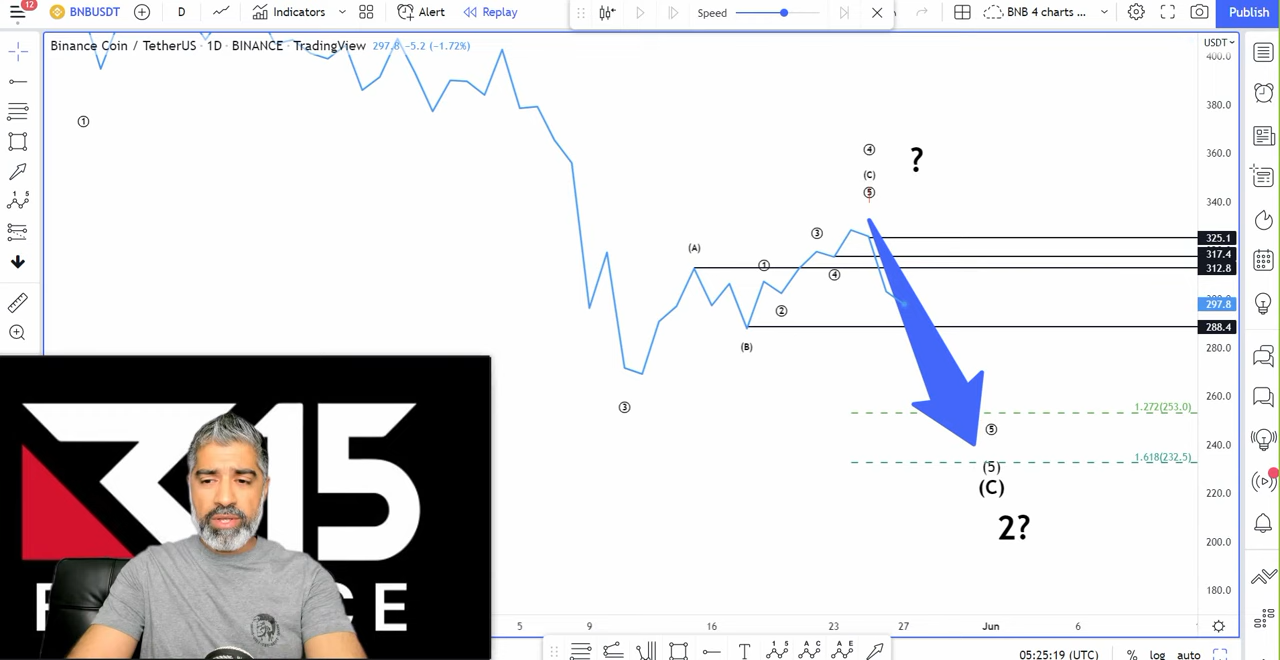 12
BNBUSDT
D
Indicators
Alert
Replay
Speed
BNB 4 charts ...
Publish
Binance Coin / TetherUS · 1D · BINANCE · TradingView 297.8 −5.2 (−1.72%)
USDT
400.0
380.0
360.0
340.0
325.1
317.4
312.8
297.8
288.4
280.0
260.0
240.0
220.0
200.0
180.0
①
④
?
(C)
⑤
(A)
③
①
④
②
(B)
③
1.272(253.0)
⑤
1.618(232.5)
(5)
(C)
2?
R15
F
C E
5
9
16
23
27
Jun
6
05:25:19 (UTC)
%
log
auto